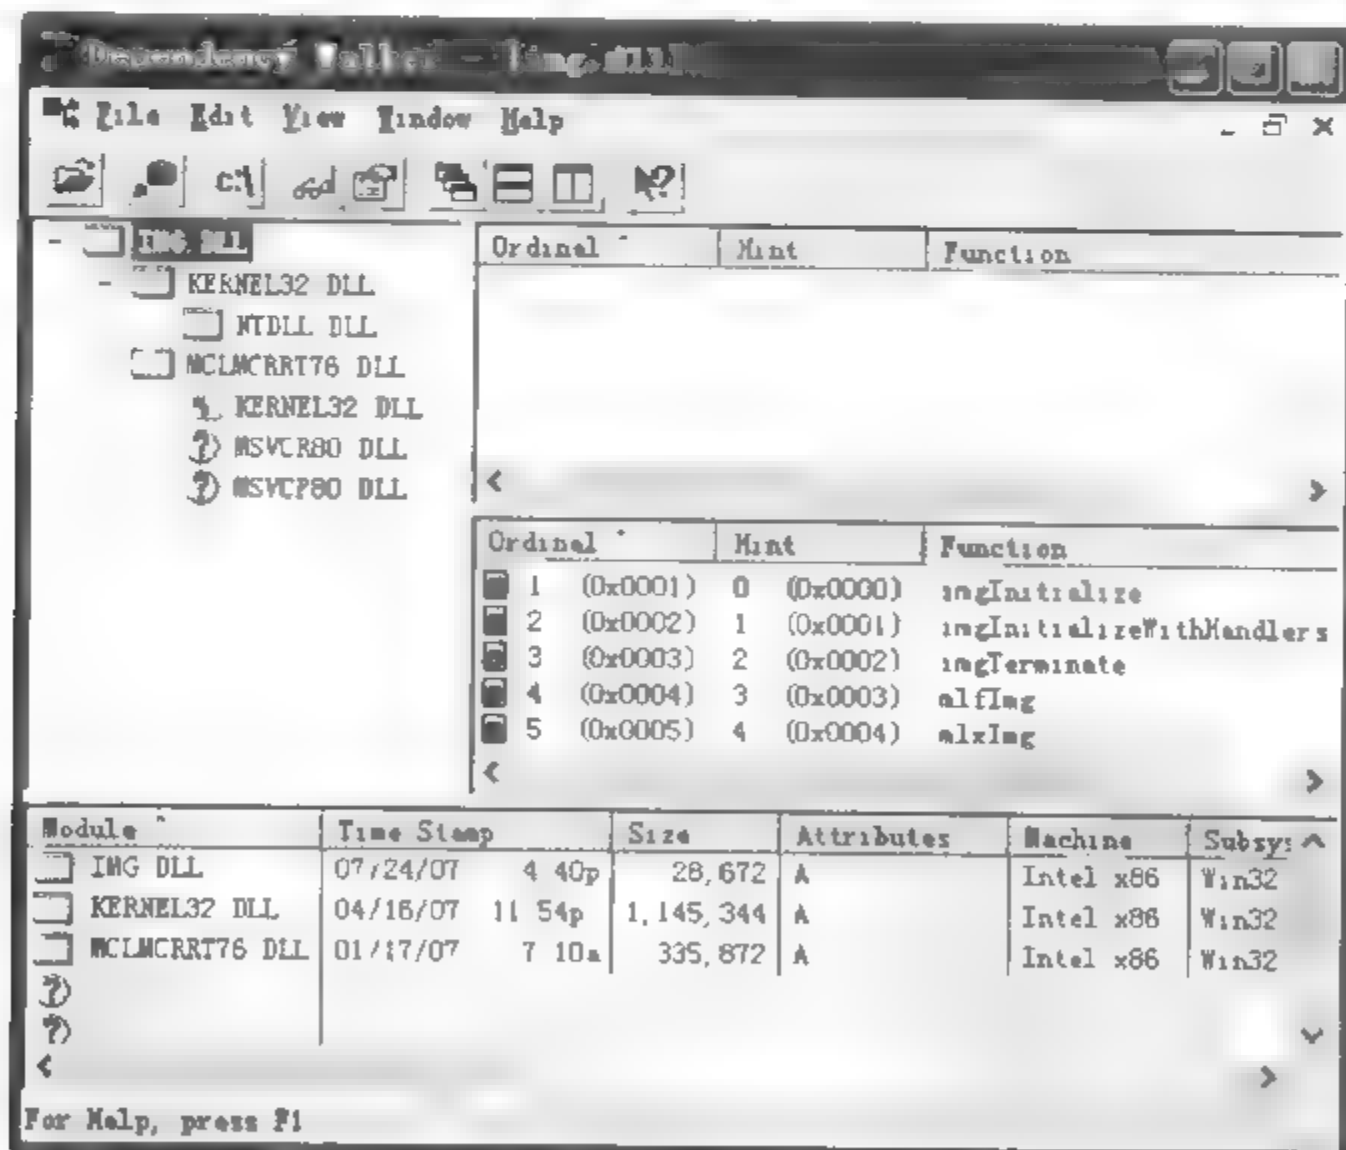 Dependency Walker - [img.dll]
File Edit View Window Help
C:\
IMG DLL
KERNEL32 DLL
NTDLL DLL
MCLMCRRT76 DLL
KERNEL32 DLL
MSVCR80 DLL
MSVCP80 DLL
Ordinal ^ Hint Function
Ordinal ^ Hint Function
1 (0x0001) 0 (0x0000) imgInitialize
2 (0x0002) 1 (0x0001) imgInitializeWithHandlers
3 (0x0003) 2 (0x0002) imgTerminate
4 (0x0004) 3 (0x0003) mlfImg
5 (0x0005) 4 (0x0004) mlxImg
Module ^ Time Stamp Size Attributes Machine Subsys
IMG DLL 07/24/07 4 40p 28,672 A Intel x86 Win32
KERNEL32 DLL 04/16/07 11 54p 1,145,344 A Intel x86 Win32
MCLMCRRT76 DLL 01/17/07 7 10a 335,872 A Intel x86 Win32
For Help, press F1